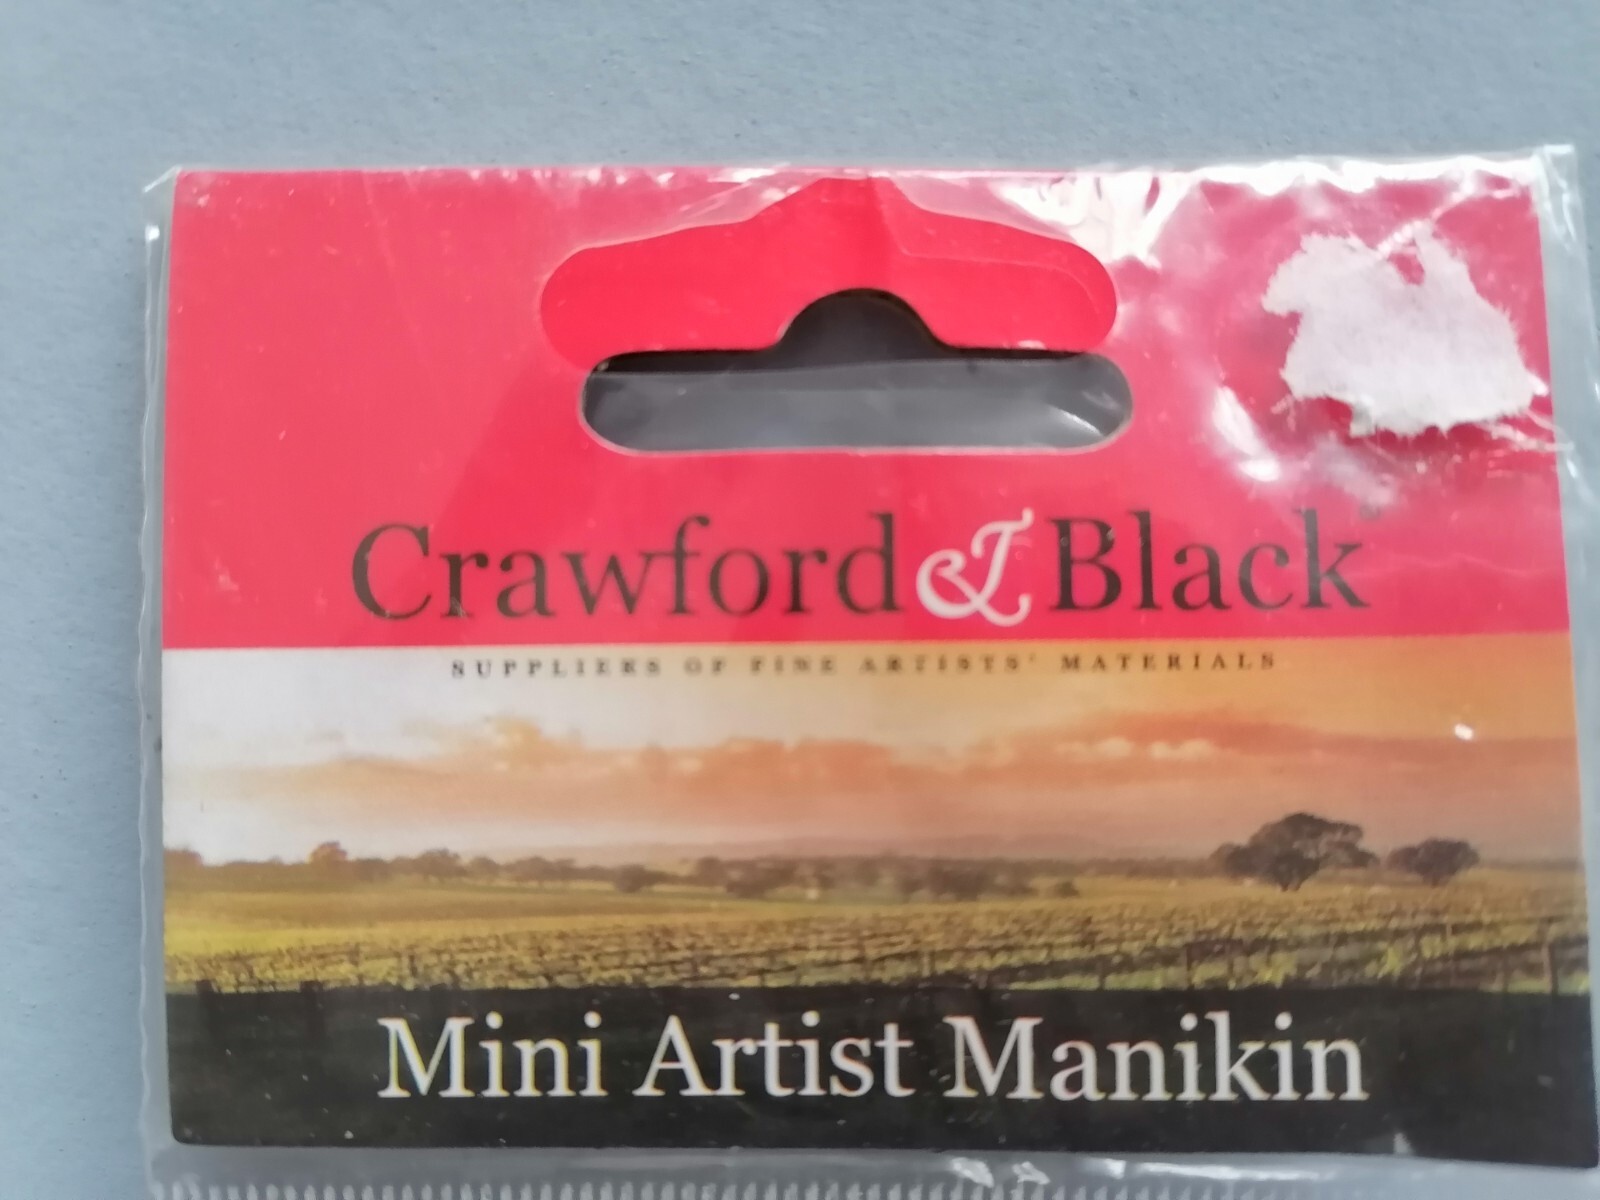 Crawford & Black
SUPPLIERS OF FINE ARTISTS' MATERIALS
Mini Artist Manikin